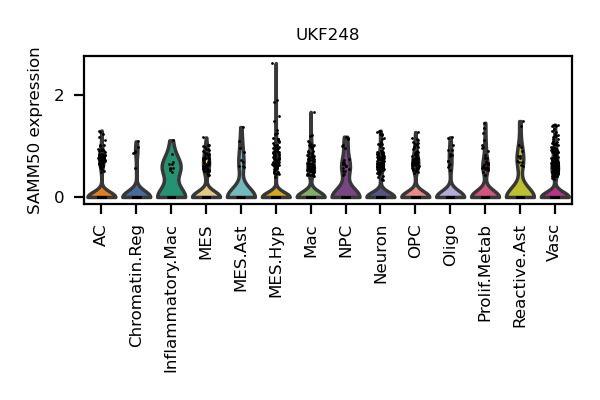 UKF248
SAMM50 expression
2
0
AC
Chromatin.Reg
Inflammatory.Mac
MES
MES.Ast
MES.Hyp
Mac
NPC
Neuron
OPC
Oligo
Prolif.Metab
Reactive.Ast
Vasc